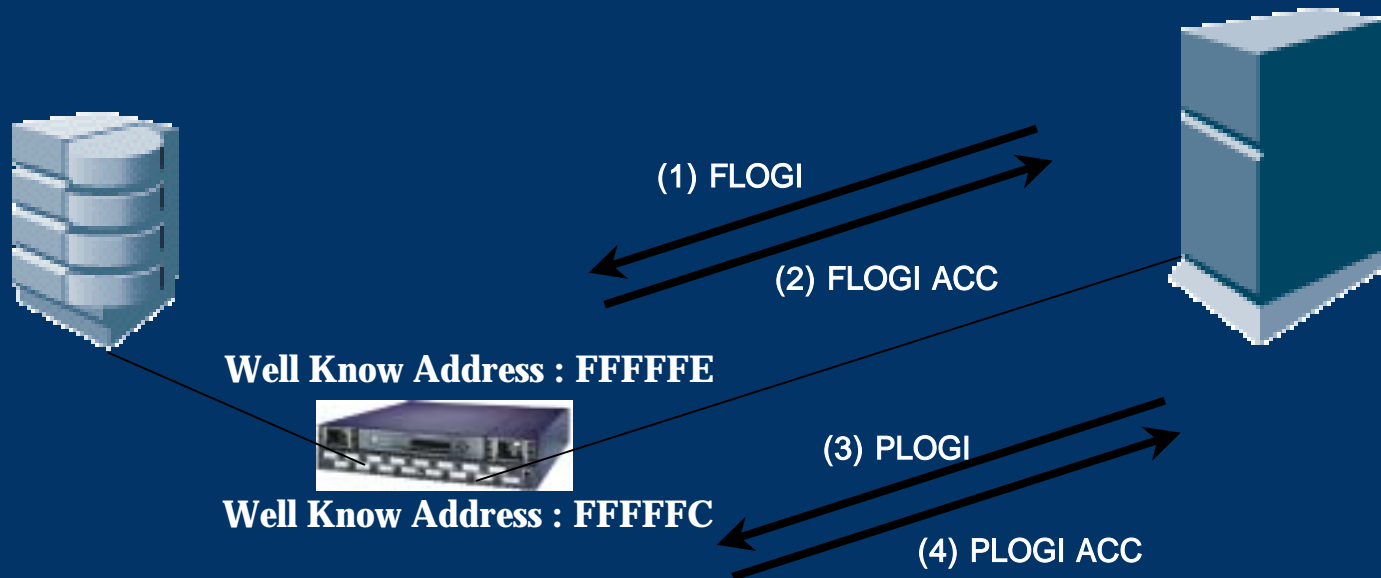 (1) FLOGI
(2) FLOGI ACC
Well Know Address : FFFFFE
(3) PLOGI
Well Know Address : FFFFFC
(4) PLOGI ACC